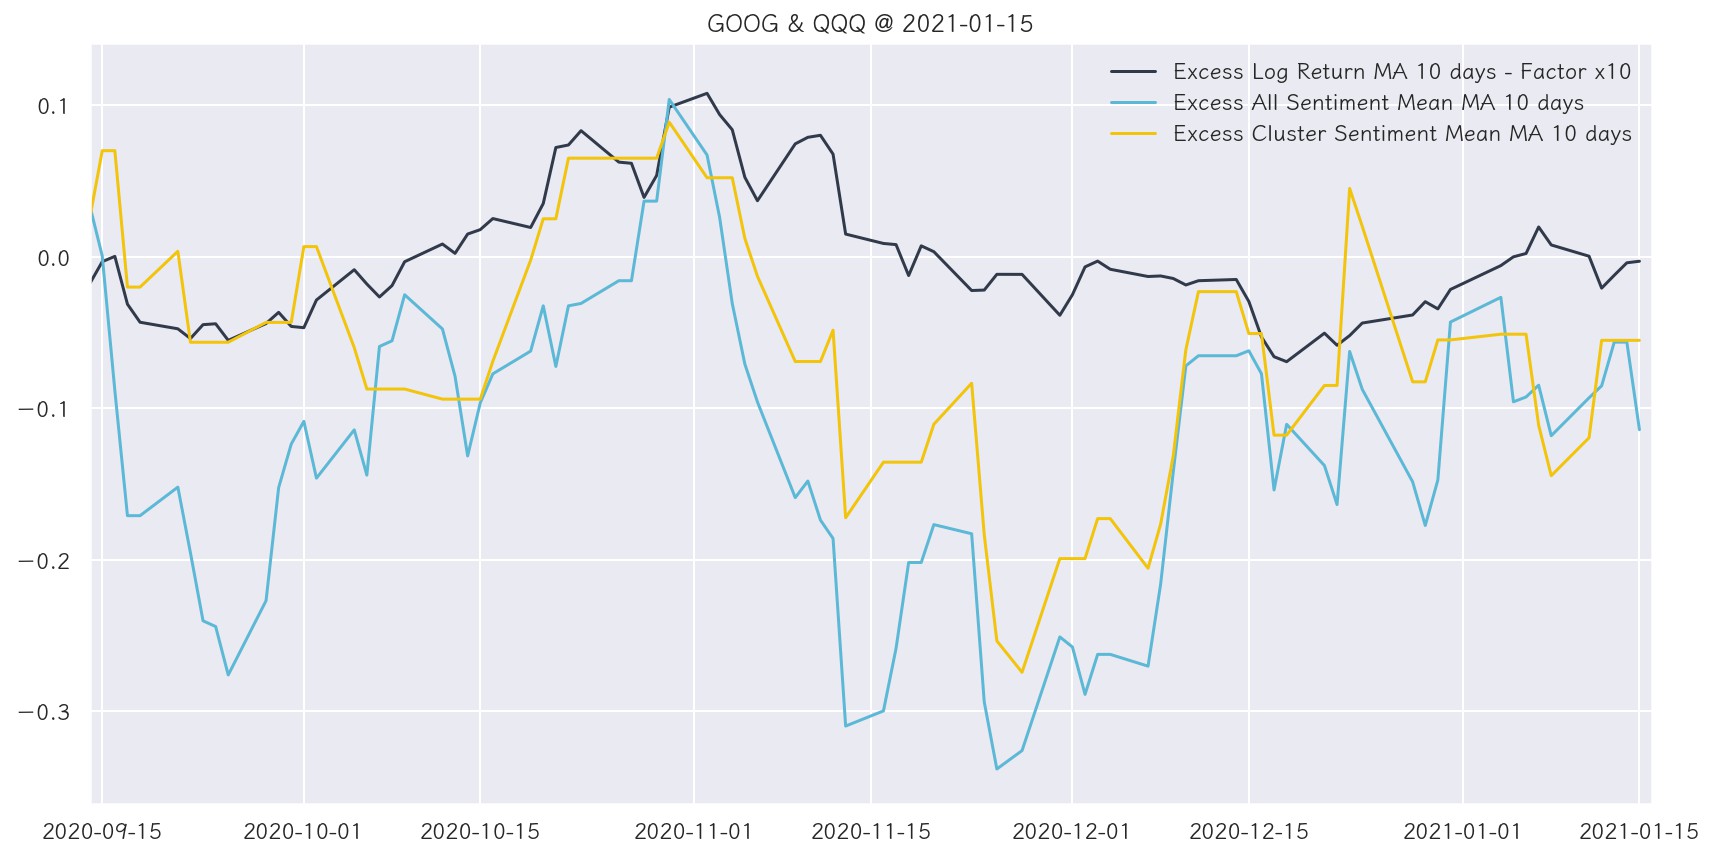 GOOG & QQQ @ 2021-01-15
Excess Log Return MA 10 days - Factor x10
Excess All Sentiment Mean MA 10 days
Excess Cluster Sentiment Mean MA 10 days
0.1
0.0
−0.1
−0.2
−0.3
2020-09-15 2020-10-01 2020-10-15 2020-11-01 2020-11-15 2020-12-01 2020-12-15 2021-01-01 2021-01-15